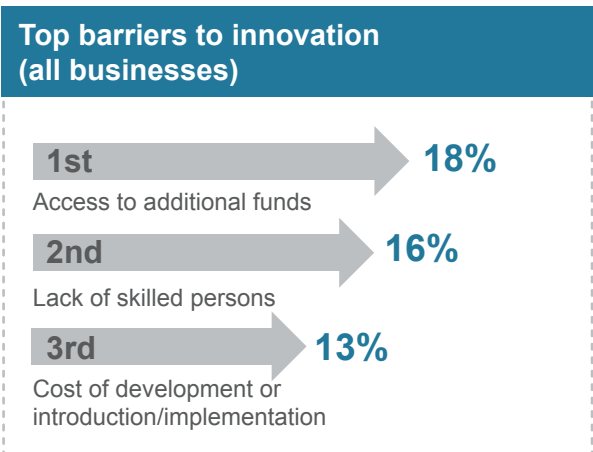 Top barriers to innovation
(all businesses)
1st 18%
Access to additional funds
2nd 16%
Lack of skilled persons
3rd 13%
Cost of development or
introduction/implementation